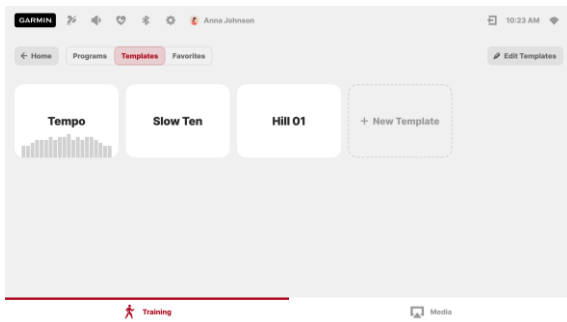 GARMIN Anna Johnson 10:23 AM
Home Programs Templates Favorites Edit Templates
Tempo Slow Ten Hill 01 + New Template
Training Media